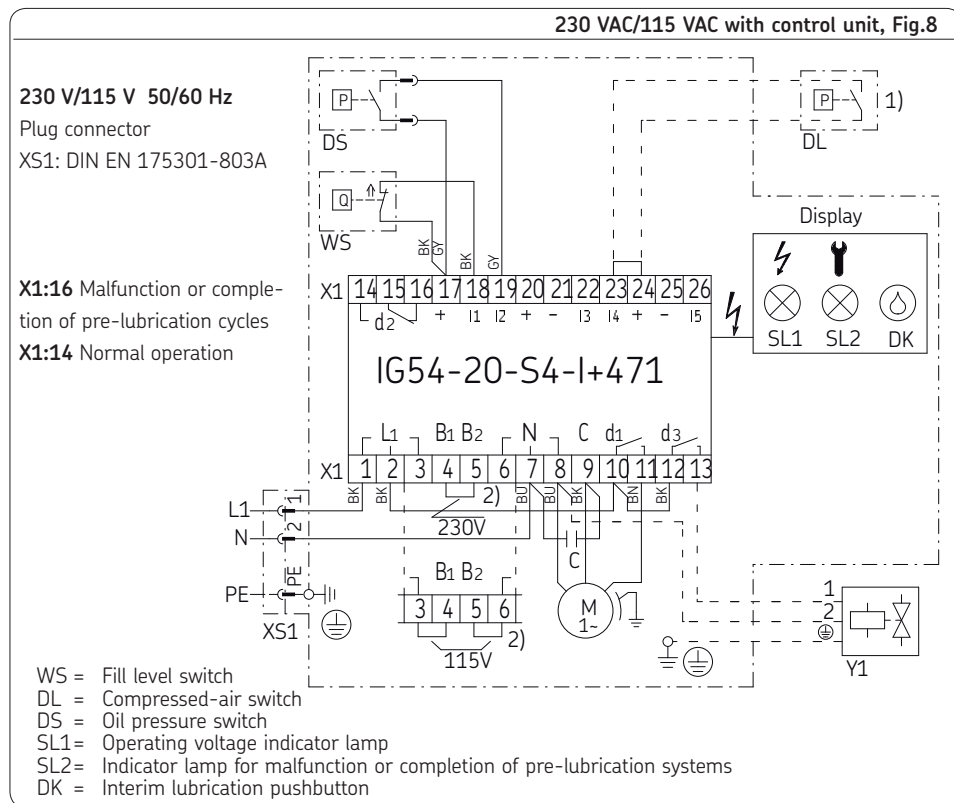 230 VAC/115 VAC with control unit, Fig.8
230 V/115 V 50/60 Hz
Plug connector
XS1: DIN EN 175301-803A
P
DS
P
1)
DL
Q
WS
BK GY BK GY
Display
SL1 SL2 DK
X1:16 Malfunction or comple-
tion of pre-lubrication cycles
X1:14 Normal operation
X1 14 15 16 17 18 19 20 21 22 23 24 25 26
d2 + I1 I2 + - I3 I4 + - I5
IG54-20-S4-I+471
L1 B1 B2 N C d1 d3
X1 1 2 3 4 5 6 7 8 9 10 11 12 13
BK BK 2) BU BU BK BN BK
230V
L1 1
N 2
PE PE
XS1
C
B1 B2
3 4 5 6
2)
115V
M
1~
1
2
Y1
WS = Fill level switch
DL = Compressed-air switch
DS = Oil pressure switch
SL1= Operating voltage indicator lamp
SL2= Indicator lamp for malfunction or completion of pre-lubrication systems
DK = Interim lubrication pushbutton